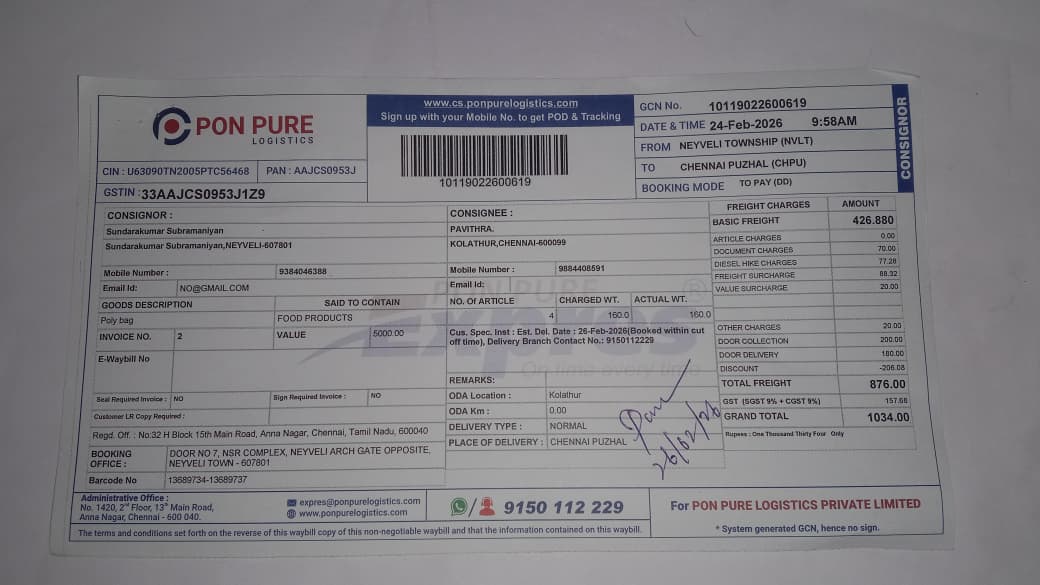 PON PURE
LOGISTICS
www.cs.ponpurelogistics.com
Sign up with your Mobile No. to get POD & Tracking
10119022600619
GCN No. 10119022600619
DATE & TIME 24-Feb-2026 9:58AM
FROM NEYVELI TOWNSHIP (NVLT)
TO CHENNAI PUZHAL (CHPU)
BOOKING MODE TO PAY (DD)
CONSIGNOR
CIN : U63090TN2005PTC56468 PAN : AAJCS0953J
GSTIN : 33AAJCS0953J1Z9
CONSIGNOR :
Sundarakumar Subramaniyan
Sundarakumar Subramaniyan,NEYVELI-607801
Mobile Number : 9384046388
Email Id: NO@GMAIL.COM
CONSIGNEE :
PAVITHRA.
KOLATHUR,CHENNAI-600099
Mobile Number : 9884408591
Email Id:
GOODS DESCRIPTION SAID TO CONTAIN
Poly bag FOOD PRODUCTS
INVOICE NO. 2 VALUE 5000.00
E-Waybill No
Seal Required Invoice : NO Sign Required Invoice : NO
Customer LR Copy Required :
NO. OF ARTICLE CHARGED WT. ACTUAL WT.
4 160.0 160.0
Cus. Spec. Inst : Est. Del. Date : 26-Feb-2026(Booked within cut
off time), Delivery Branch Contact No.: 9150112229
REMARKS:
ODA Location : Kolathur
ODA Km : 0.00
DELIVERY TYPE : NORMAL
PLACE OF DELIVERY : CHENNAI PUZHAL
26/02/26
FREIGHT CHARGES AMOUNT
BASIC FREIGHT 426.880
ARTICLE CHARGES 0.00
DOCUMENT CHARGES 70.00
DIESEL HIKE CHARGES 77.28
FREIGHT SURCHARGE 88.32
VALUE SURCHARGE 20.00
OTHER CHARGES 20.00
DOOR COLLECTION 200.00
DOOR DELIVERY 180.00
DISCOUNT -206.08
TOTAL FREIGHT 876.00
GST (SGST 9% + CGST 9%) 157.68
GRAND TOTAL 1034.00
Rupees : One Thousand Thirty Four Only
PON PURE
Expres
On time every time
Regd. Off. : No:32 H Block 15th Main Road, Anna Nagar, Chennai, Tamil Nadu, 600040
BOOKING OFFICE : DOOR NO 7, NSR COMPLEX, NEYVELI ARCH GATE OPPOSITE,
NEYVELI TOWN - 607801
Barcode No 13689734-13689737
Administrative Office :
No. 1420, 2nd Floor, 13th Main Road,
Anna Nagar, Chennai - 600 040.
expres@ponpurelogistics.com
www.ponpurelogistics.com
9150 112 229
For PON PURE LOGISTICS PRIVATE LIMITED
* System generated GCN, hence no sign.
The terms and conditions set forth on the reverse of this waybill copy of this non-negotiable waybill and that the information contained on this waybill.